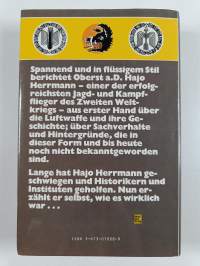 Spannend und in flüssigem Stil
berichtet Oberst a.D. Hajo
Herrmann – einer der erfolg-
reichsten Jagd- und Kampf-
flieger des Zweiten Welt-
kriegs – aus erster Hand über
die Luftwaffe und ihre Ge-
schichte; über Sachverhalte
und Hintergründe, die in
dieser Form und bis heute
noch nicht bekanntgeworden
sind.
Lange hat Hajo Herrmann ge-
schwiegen und Historikern und
Instituten geholfen. Nun er-
zählt er selbst, wie es wirklich
war . . .
ISBN